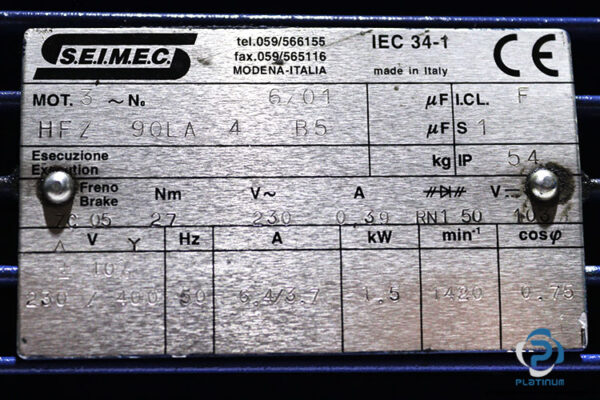 S.E.I.M.E.C. tel.059/566155 IEC 34-1 CE
fax.059/565116
MODENA-ITALIA made in Italy
MOT. 3 ~ No 6/01 µF I.CL. F
HFZ 90LA 4 B5 µF S 1
Esecuzione
Execution kg IP 54
Freno
Brake Nm V~ A V
ZC 05 27 230 0,39 RN1 50 103
Δ V Y Hz A kW min⁻¹ cosφ
± 10%
230 / 400 50 6.4/3.7 1.5 1420 0.75
PLATINUM